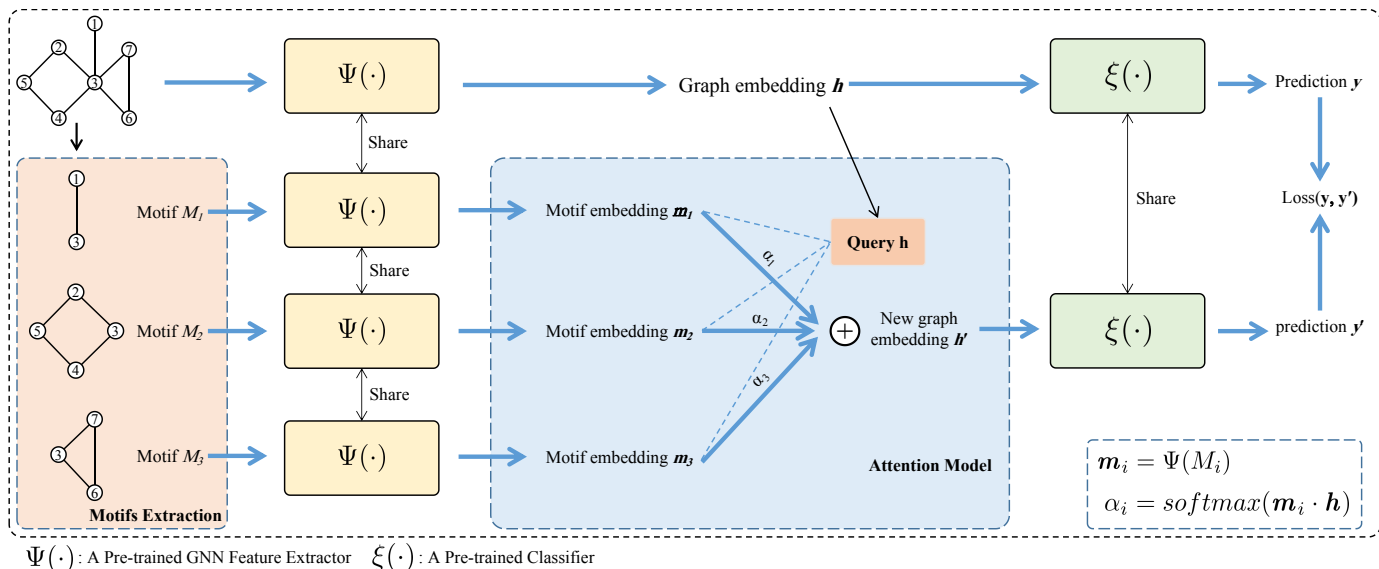 1
2
7
5
3
4
6
Ψ(·)
Graph embedding h
ξ(·)
Prediction y
Share
1
3
Motif M1
Ψ(·)
Motif embedding m1
Query h
α1
Share
Loss(y, y′)
Share
2
5
3
4
Motif M2
Ψ(·)
Motif embedding m2
α2
+
New graph
embedding h′
ξ(·)
prediction y′
Share
α3
7
3
6
Motif M3
Ψ(·)
Motif embedding m3
Motifs Extraction
Attention Model
mi = Ψ(Mi)
αi = softmax(mi · h)
Ψ(·): A Pre-trained GNN Feature Extractor ξ(·): A Pre-trained Classifier